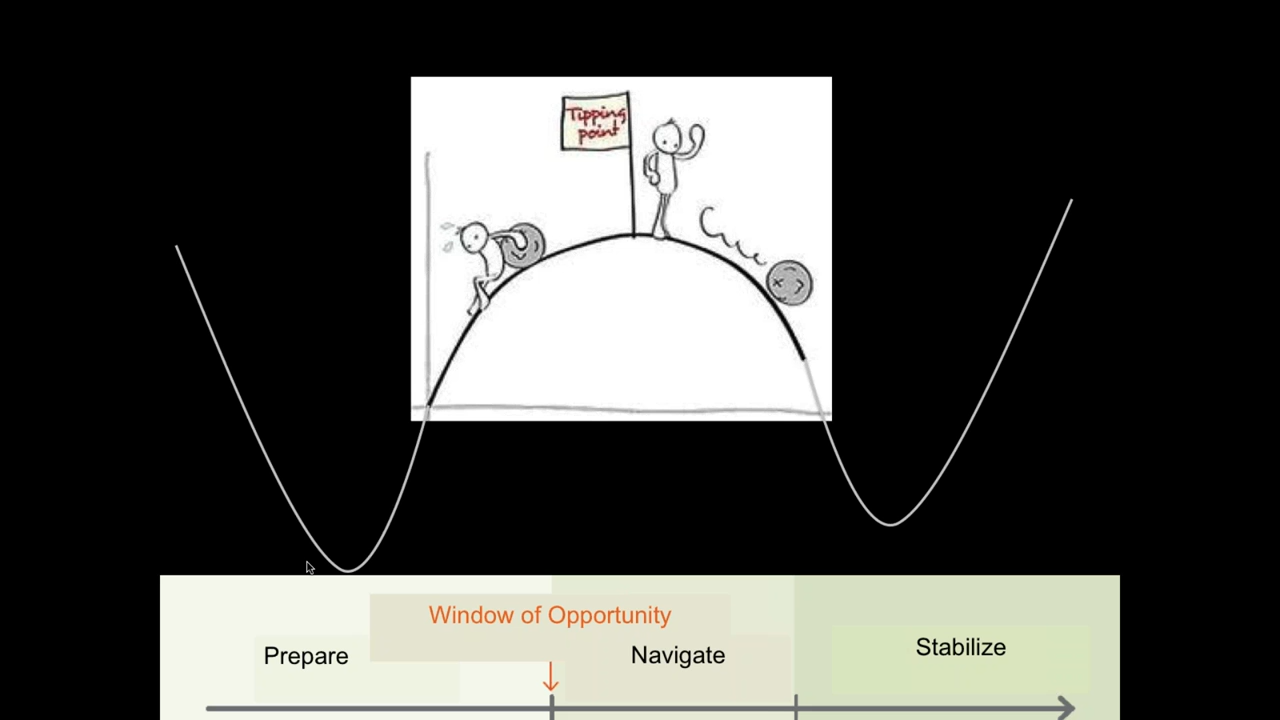 Tipping
point
Window of Opportunity
Prepare
Navigate
Stabilize